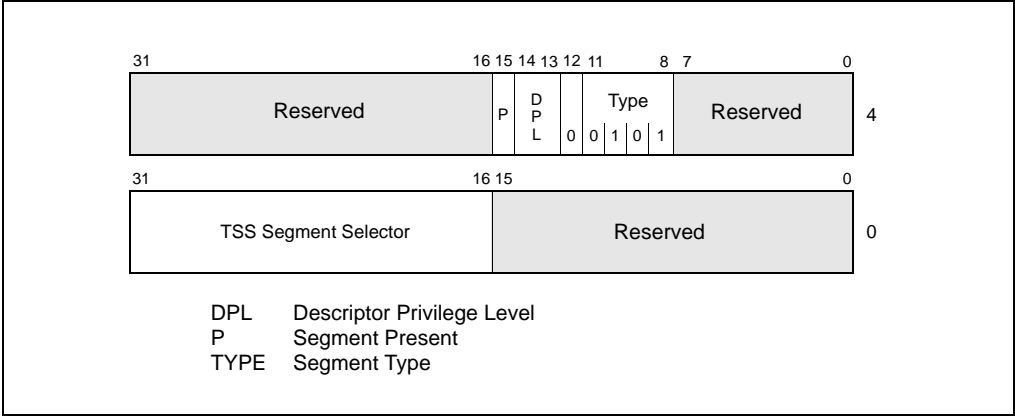 31 16 15 14 13 12 11 8 7 0
Reserved P DPL 0 Type 0 1 0 1 Reserved 4
31 16 15 0
TSS Segment Selector Reserved 0
DPL Descriptor Privilege Level
P Segment Present
TYPE Segment Type